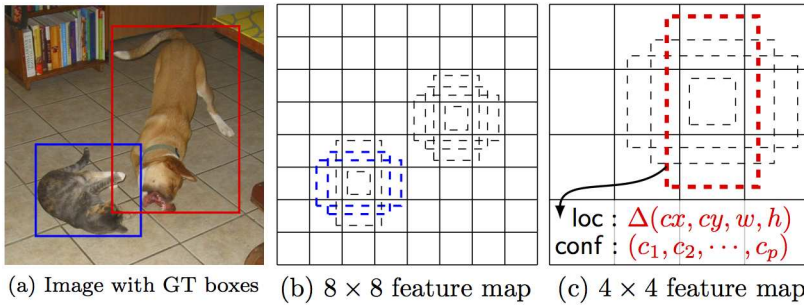 loc : Δ(cx, cy, w, h)
conf : (c₁, c₂, ⋯, cₚ)
(a) Image with GT boxes
(b) 8 × 8 feature map
(c) 4 × 4 feature map